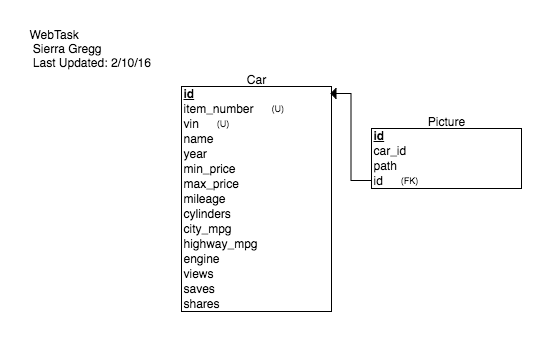 WebTask
Sierra Gregg
Last Updated: 2/10/16
Car
id
item_number (U)
vin (U)
name
year
min_price
max_price
mileage
cylinders
city_mpg
highway_mpg
engine
views
saves
shares
Picture
id
car_id
path
id (FK)